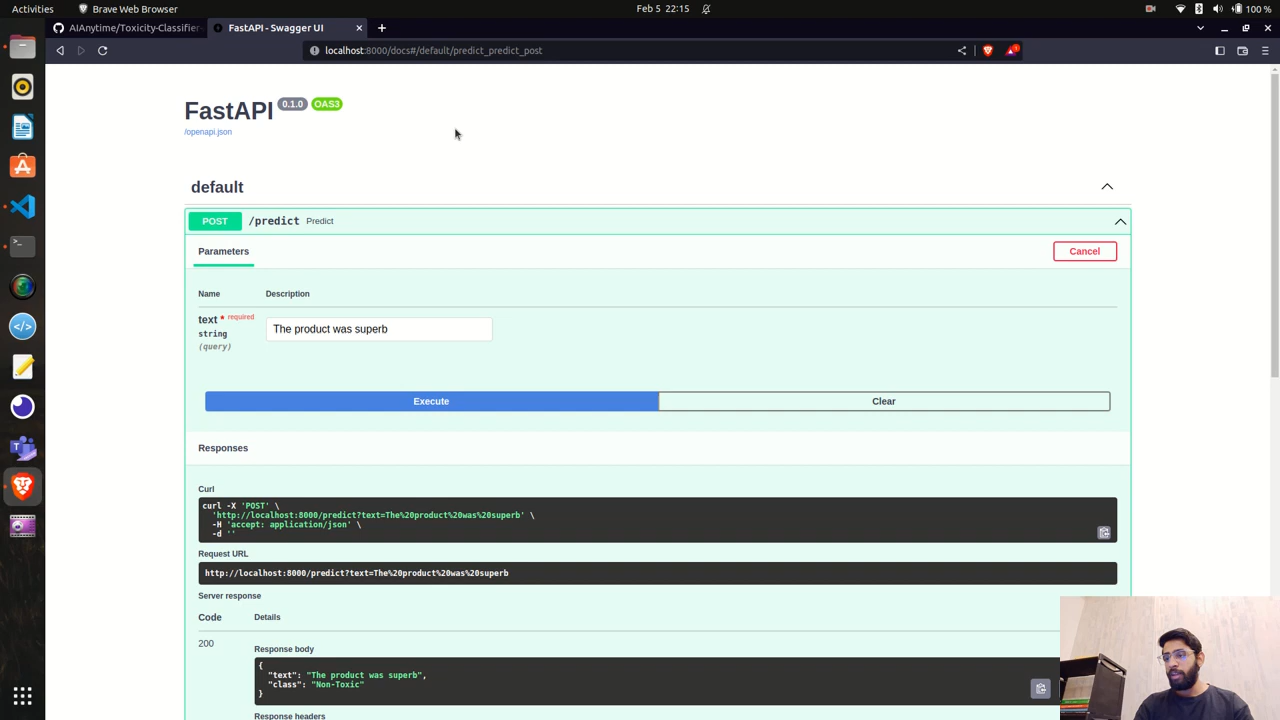 Activities
Brave Web Browser
Feb 5 22:15
100 %
AIAnytime/Toxicity-Classifier-
FastAPI - Swagger UI
localhost:8000/docs#/default/predict_predict_post
1
FastAPI 0.1.0 OAS3
/openapi.json
default
POST /predict Predict
Parameters
Cancel
Name Description
text * required
string
(query)
The product was superb
Execute
Clear
Responses
Curl
curl -X 'POST' \
'http://localhost:8000/predict?text=The%20product%20was%20superb' \
-H 'accept: application/json' \
-d ''
Request URL
http://localhost:8000/predict?text=The%20product%20was%20superb
Server response
Code Details
200
Response body
{
"text": "The product was superb",
"class": "Non-Toxic"
}
Response headers